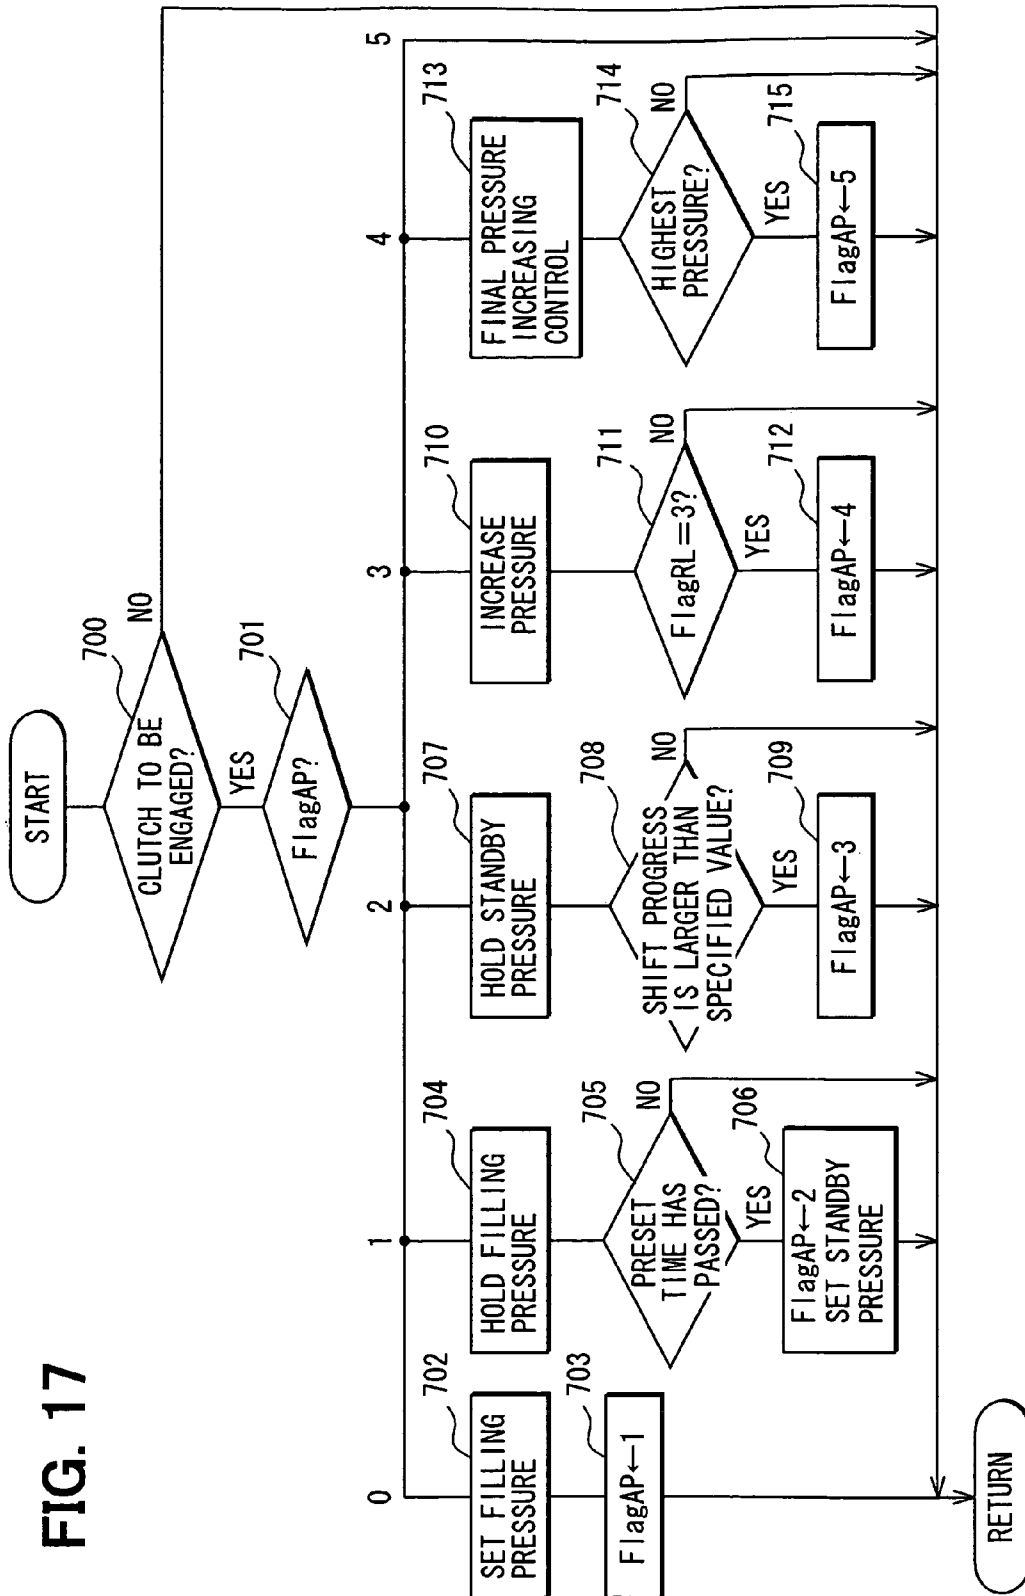 FIG. 17
START
700
CLUTCH TO BE
ENGAGED?
NO
YES
701
FlagAP?
0
1
2
3
4
5
702
SET FILLING
PRESSURE
703
FlagAP←1
704
HOLD FILLING
PRESSURE
705
PRESET
TIME HAS
PASSED?
NO
YES
706
FlagAP←2
SET STANDBY
PRESSURE
707
HOLD STANDBY
PRESSURE
708
SHIFT PROGRESS
IS LARGER THAN
SPECIFIED VALUE?
NO
YES
709
FlagAP←3
710
INCREASE
PRESSURE
711
FlagRL=3?
NO
YES
712
FlagAP←4
713
FINAL PRESSURE
INCREASING
CONTROL
714
HIGHEST
PRESSURE?
NO
YES
715
FlagAP←5
RETURN